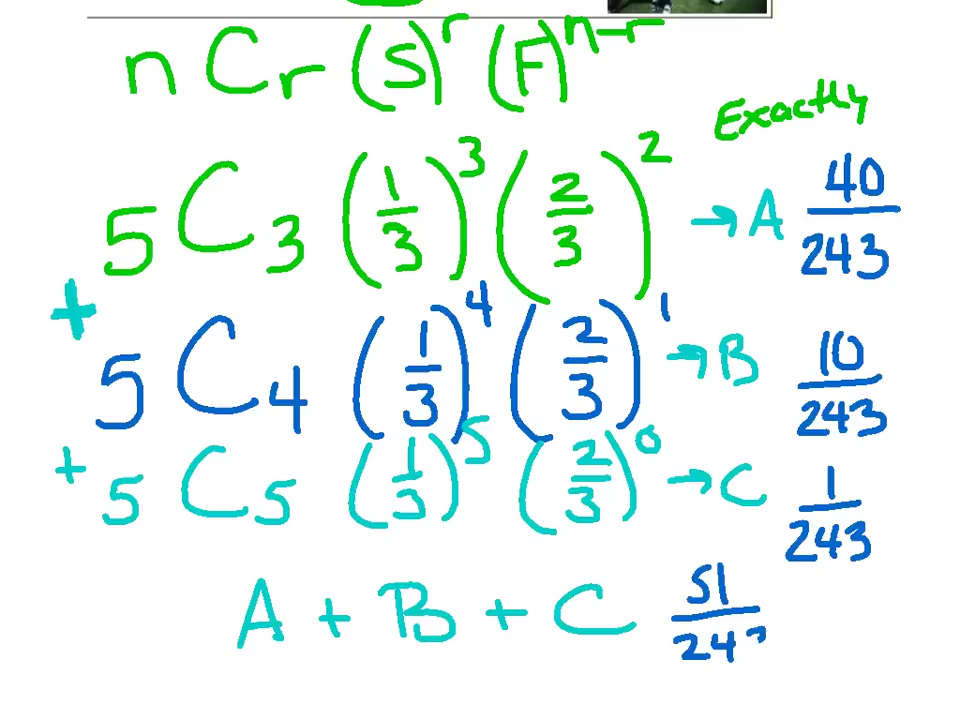 nCr (S)^r (F)^n-r
Exactly
5C3 (1/3)^3 (2/3)^2 → A 40/243
+ 5C4 (1/3)^4 (2/3)^1 → B 10/243
+ 5C5 (1/3)^5 (2/3)^0 → C 1/243
A + B + C 51/243